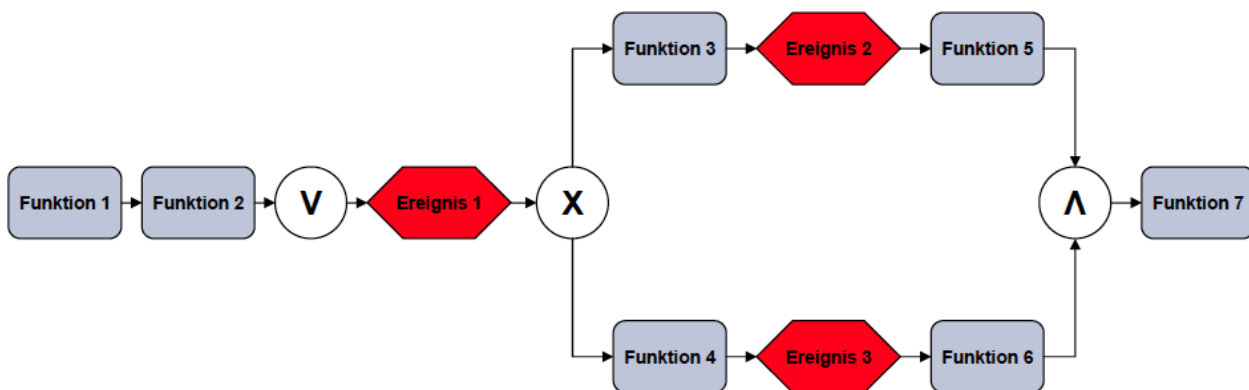 Funktion 3
Ereignis 2
Funktion 5
Funktion 1
Funktion 2
V
Ereignis 1
X
Λ
Funktion 7
Funktion 4
Ereignis 3
Funktion 6